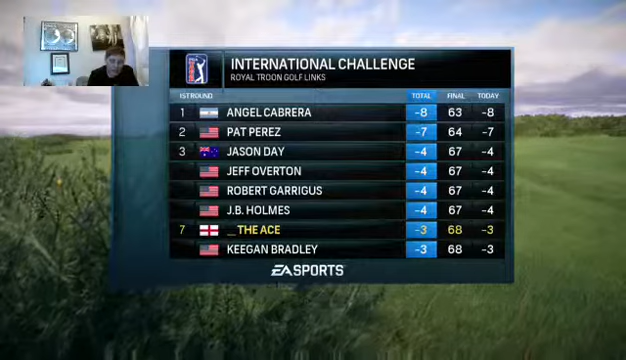 INTERNATIONAL CHALLENGE
ROYAL TROON GOLF LINKS
1ST ROUND TOTAL FINAL TODAY
1 ANGEL CABRERA -8 63 -8
2 PAT PEREZ -7 64 -7
3 JASON DAY -4 67 -4
JEFF OVERTON -4 67 -4
ROBERT GARRIGUS -4 67 -4
J.B. HOLMES -4 67 -4
7 _ THE ACE -3 68 -3
KEEGAN BRADLEY -3 68 -3
EA SPORTS